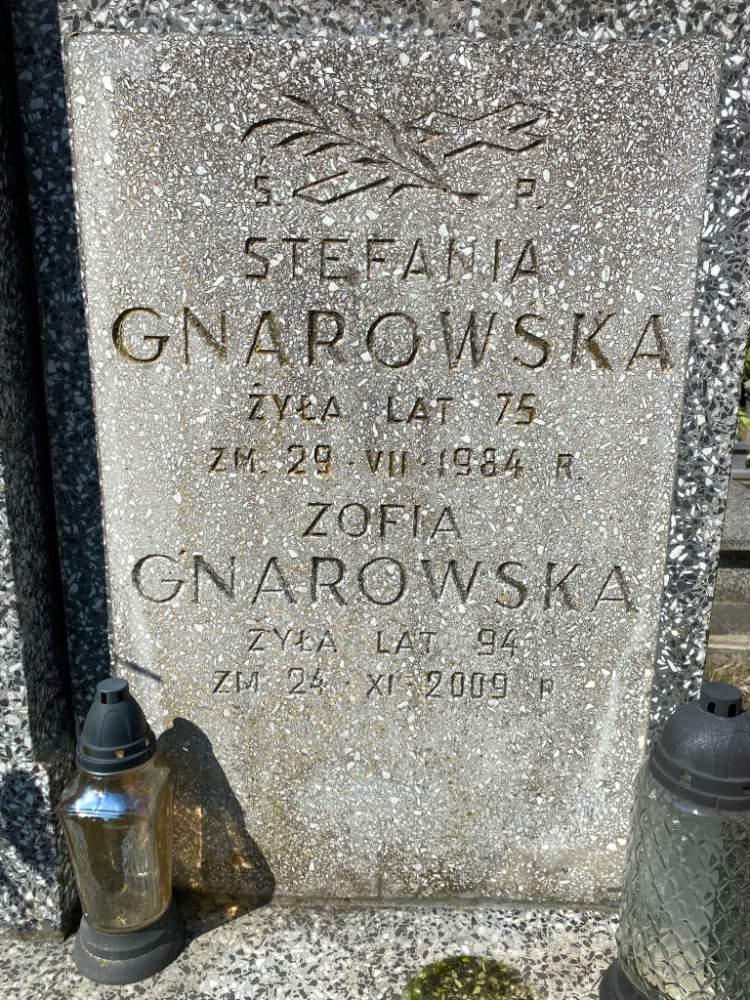 Ś. P.
STEFANIA
GNAROWSKA
ŻYŁA LAT 75
ZM. 29 · VII · 1984 R.
ZOFIA
GNAROWSKA
ŻYŁA LAT 94
ZM 24 · XI · 2009 R